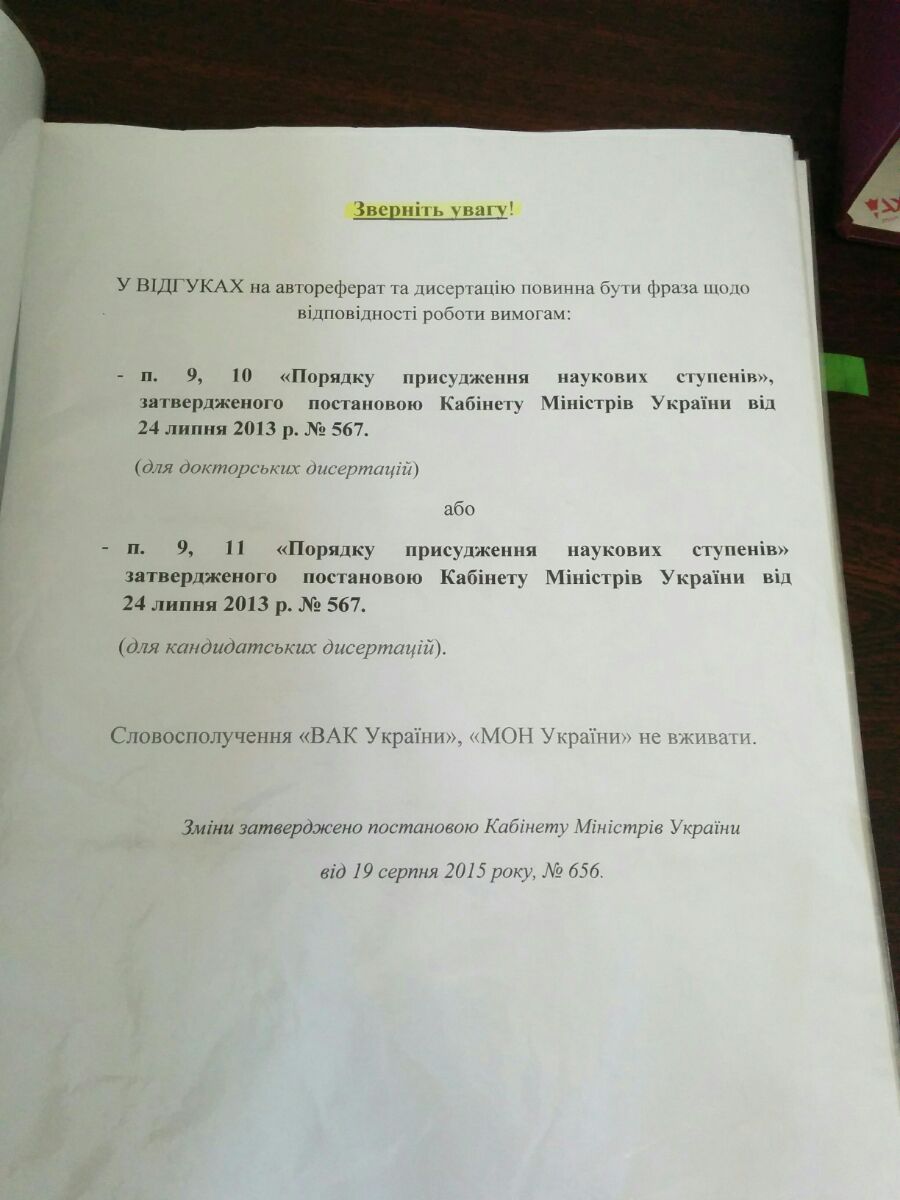 Зверніть увагу!
У ВІДГУКАХ на автореферат та дисертацію повинна бути фраза щодо
відповідності роботи вимогам:
- п. 9, 10 «Порядку присудження наукових ступенів»,
затвердженого постановою Кабінету Міністрів України від
24 липня 2013 р. № 567.
(для докторських дисертацій)
або
- п. 9, 11 «Порядку присудження наукових ступенів»
затвердженого постановою Кабінету Міністрів України від
24 липня 2013 р. № 567.
(для кандидатських дисертацій).
Словосполучення «ВАК України», «МОН України» не вживати.
Зміни затверджено постановою Кабінету Міністрів України
від 19 серпня 2015 року, № 656.